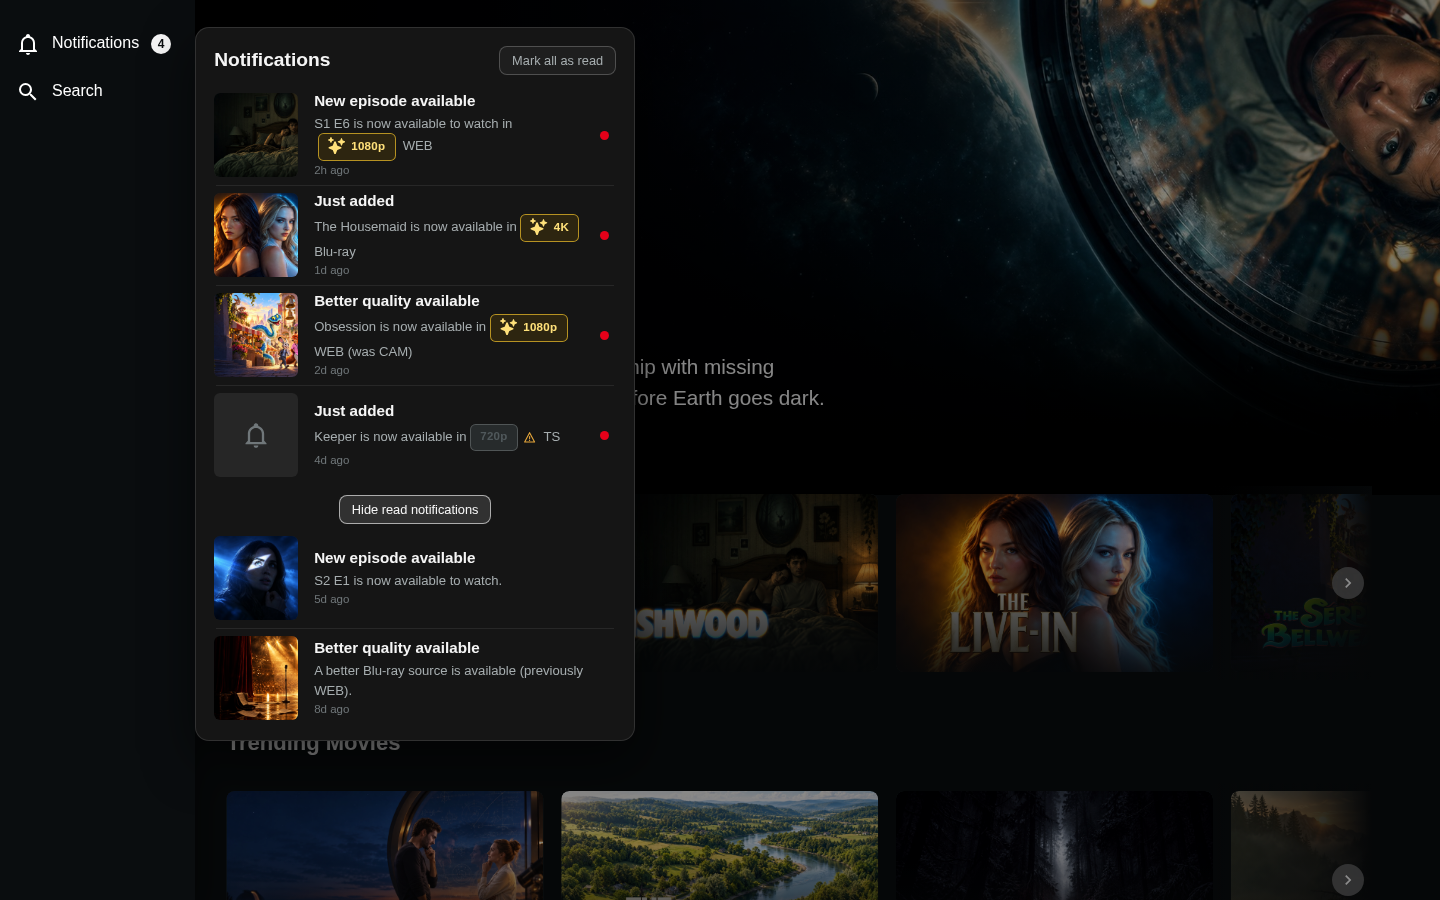 Notifications 4
Search
Notifications
Mark all as read
New episode available
S1 E6 is now available to watch in
1080p WEB
2h ago
Just added
The Housemaid is now available in 4K
Blu-ray
1d ago
Better quality available
Obsession is now available in 1080p
WEB (was CAM)
2d ago
Just added
Keeper is now available in 720p TS
4d ago
Hide read notifications
New episode available
S2 E1 is now available to watch.
5d ago
Better quality available
A better Blu-ray source is available (previously
WEB).
8d ago
with missing
Earth goes dark.
THE
LIVE-IN
THE
Trending Movies